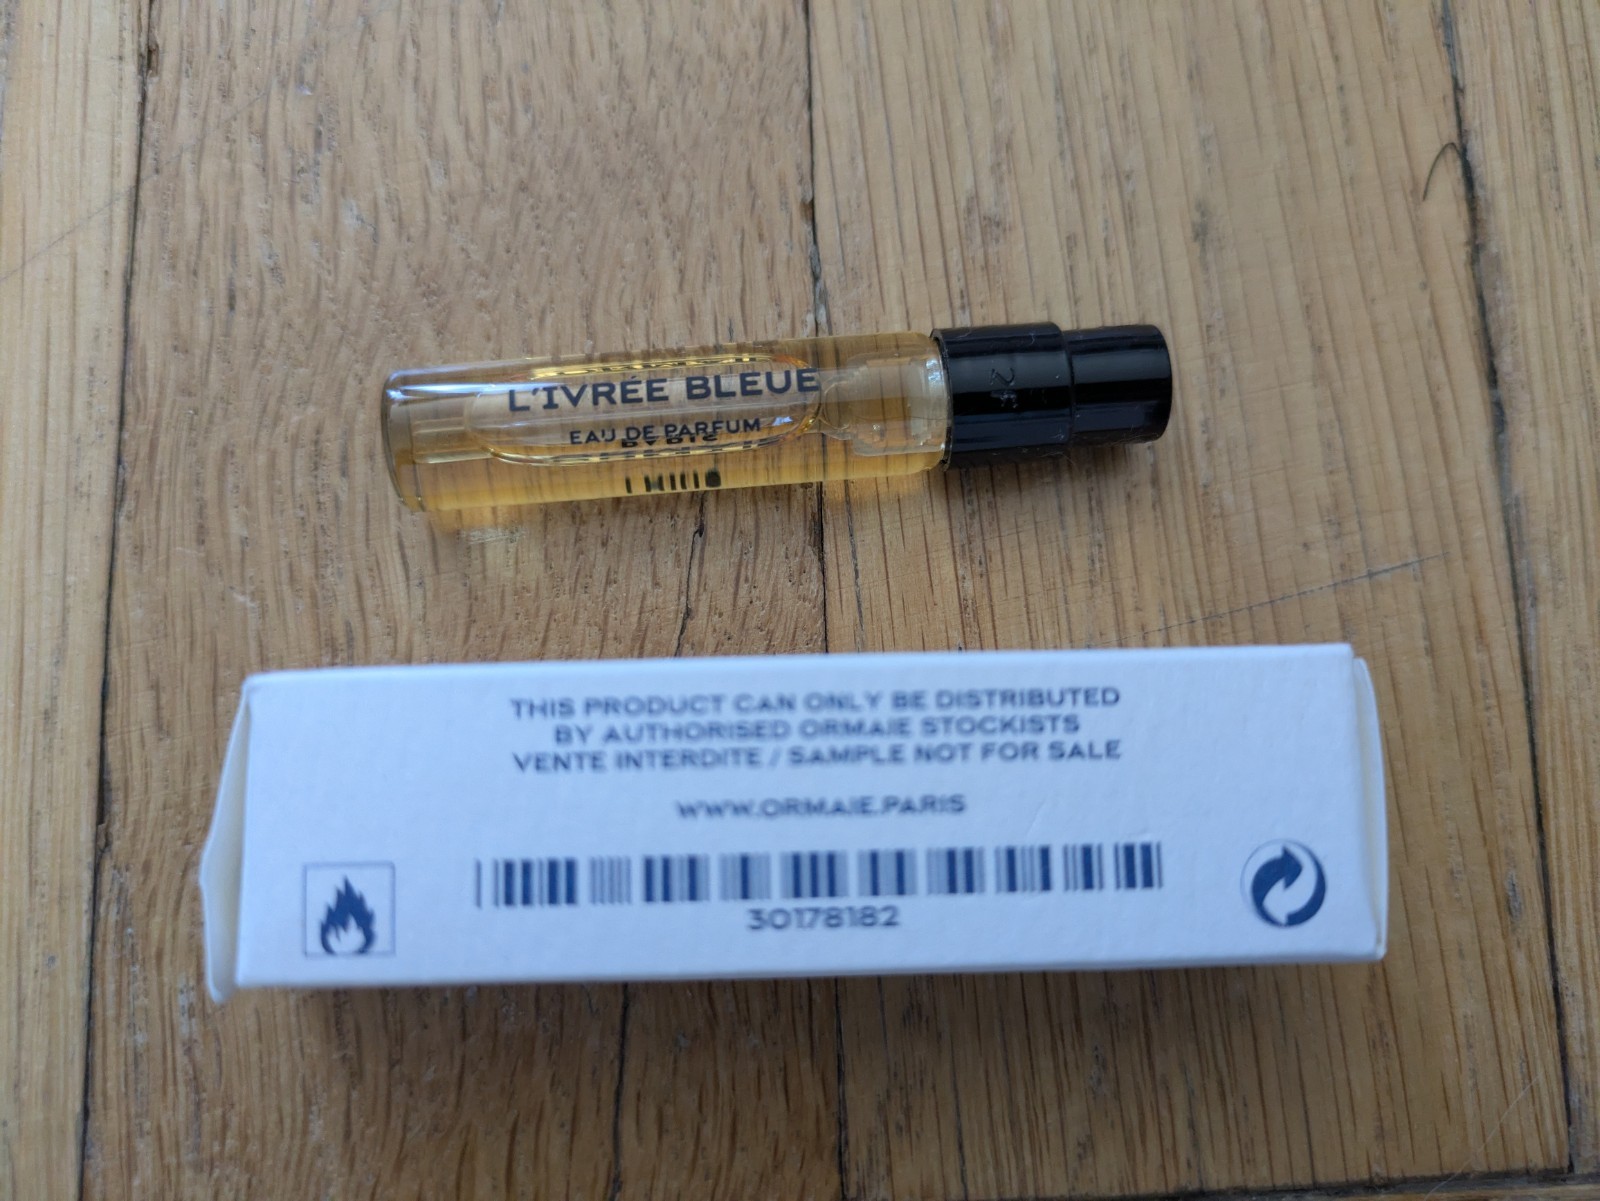 L'IVRÉE BLEUE
EAU DE PARFUM
THIS PRODUCT CAN ONLY BE DISTRIBUTED
BY AUTHORISED ORMAIE STOCKISTS
VENTE INTERDITE / SAMPLE NOT FOR SALE
WWW.ORMAIE.PARIS
30178182